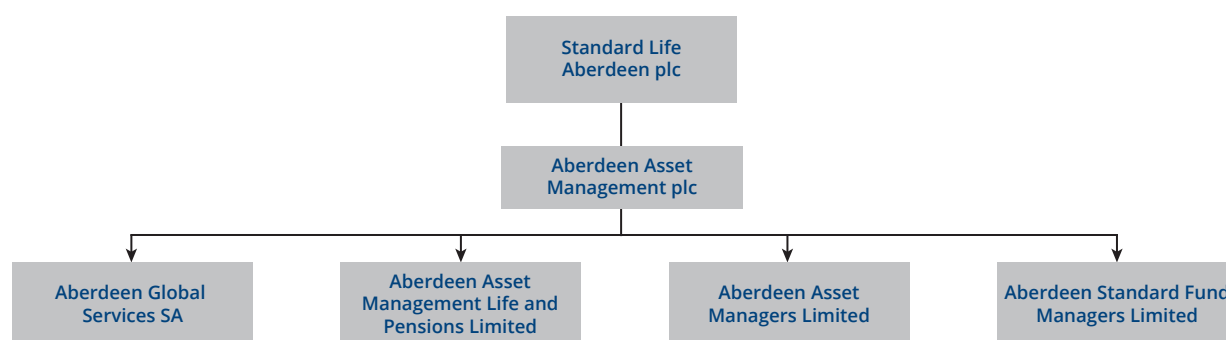 Standard Life
Aberdeen plc
Aberdeen Asset
Management plc
Aberdeen Global
Services SA
Aberdeen Asset
Management Life and
Pensions Limited
Aberdeen Asset
Managers Limited
Aberdeen Standard Fund
Managers Limited